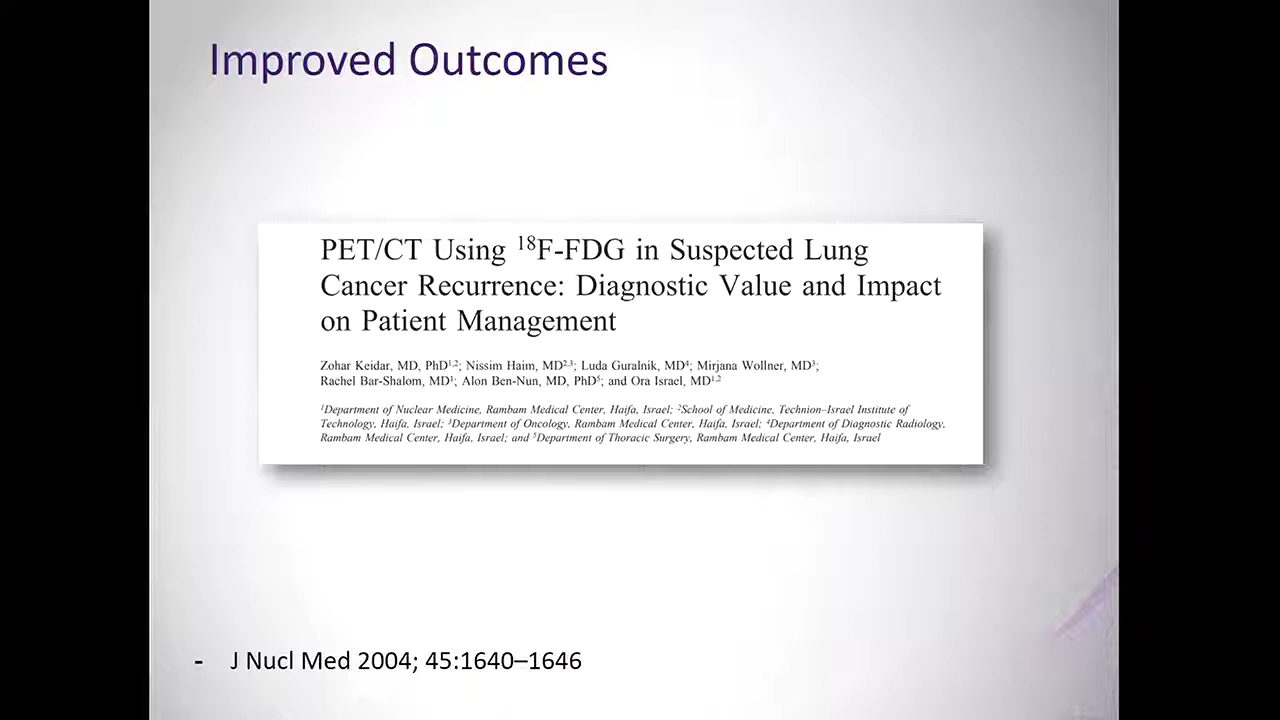 Improved Outcomes
PET/CT Using ¹⁸F-FDG in Suspected Lung
Cancer Recurrence: Diagnostic Value and Impact
on Patient Management
Zohar Keidar, MD, PhD¹,²; Nissim Haim, MD²,³; Luda Guralnik, MD⁴; Mirjana Wollner, MD³;
Rachel Bar-Shalom, MD¹; Alon Ben-Nun, MD, PhD⁵; and Ora Israel, MD¹,²
¹Department of Nuclear Medicine, Rambam Medical Center, Haifa, Israel; ²School of Medicine, Technion–Israel Institute of
Technology, Haifa, Israel; ³Department of Oncology, Rambam Medical Center, Haifa, Israel; ⁴Department of Diagnostic Radiology,
Rambam Medical Center, Haifa, Israel; and ⁵Department of Thoracic Surgery, Rambam Medical Center, Haifa, Israel
- J Nucl Med 2004; 45:1640–1646